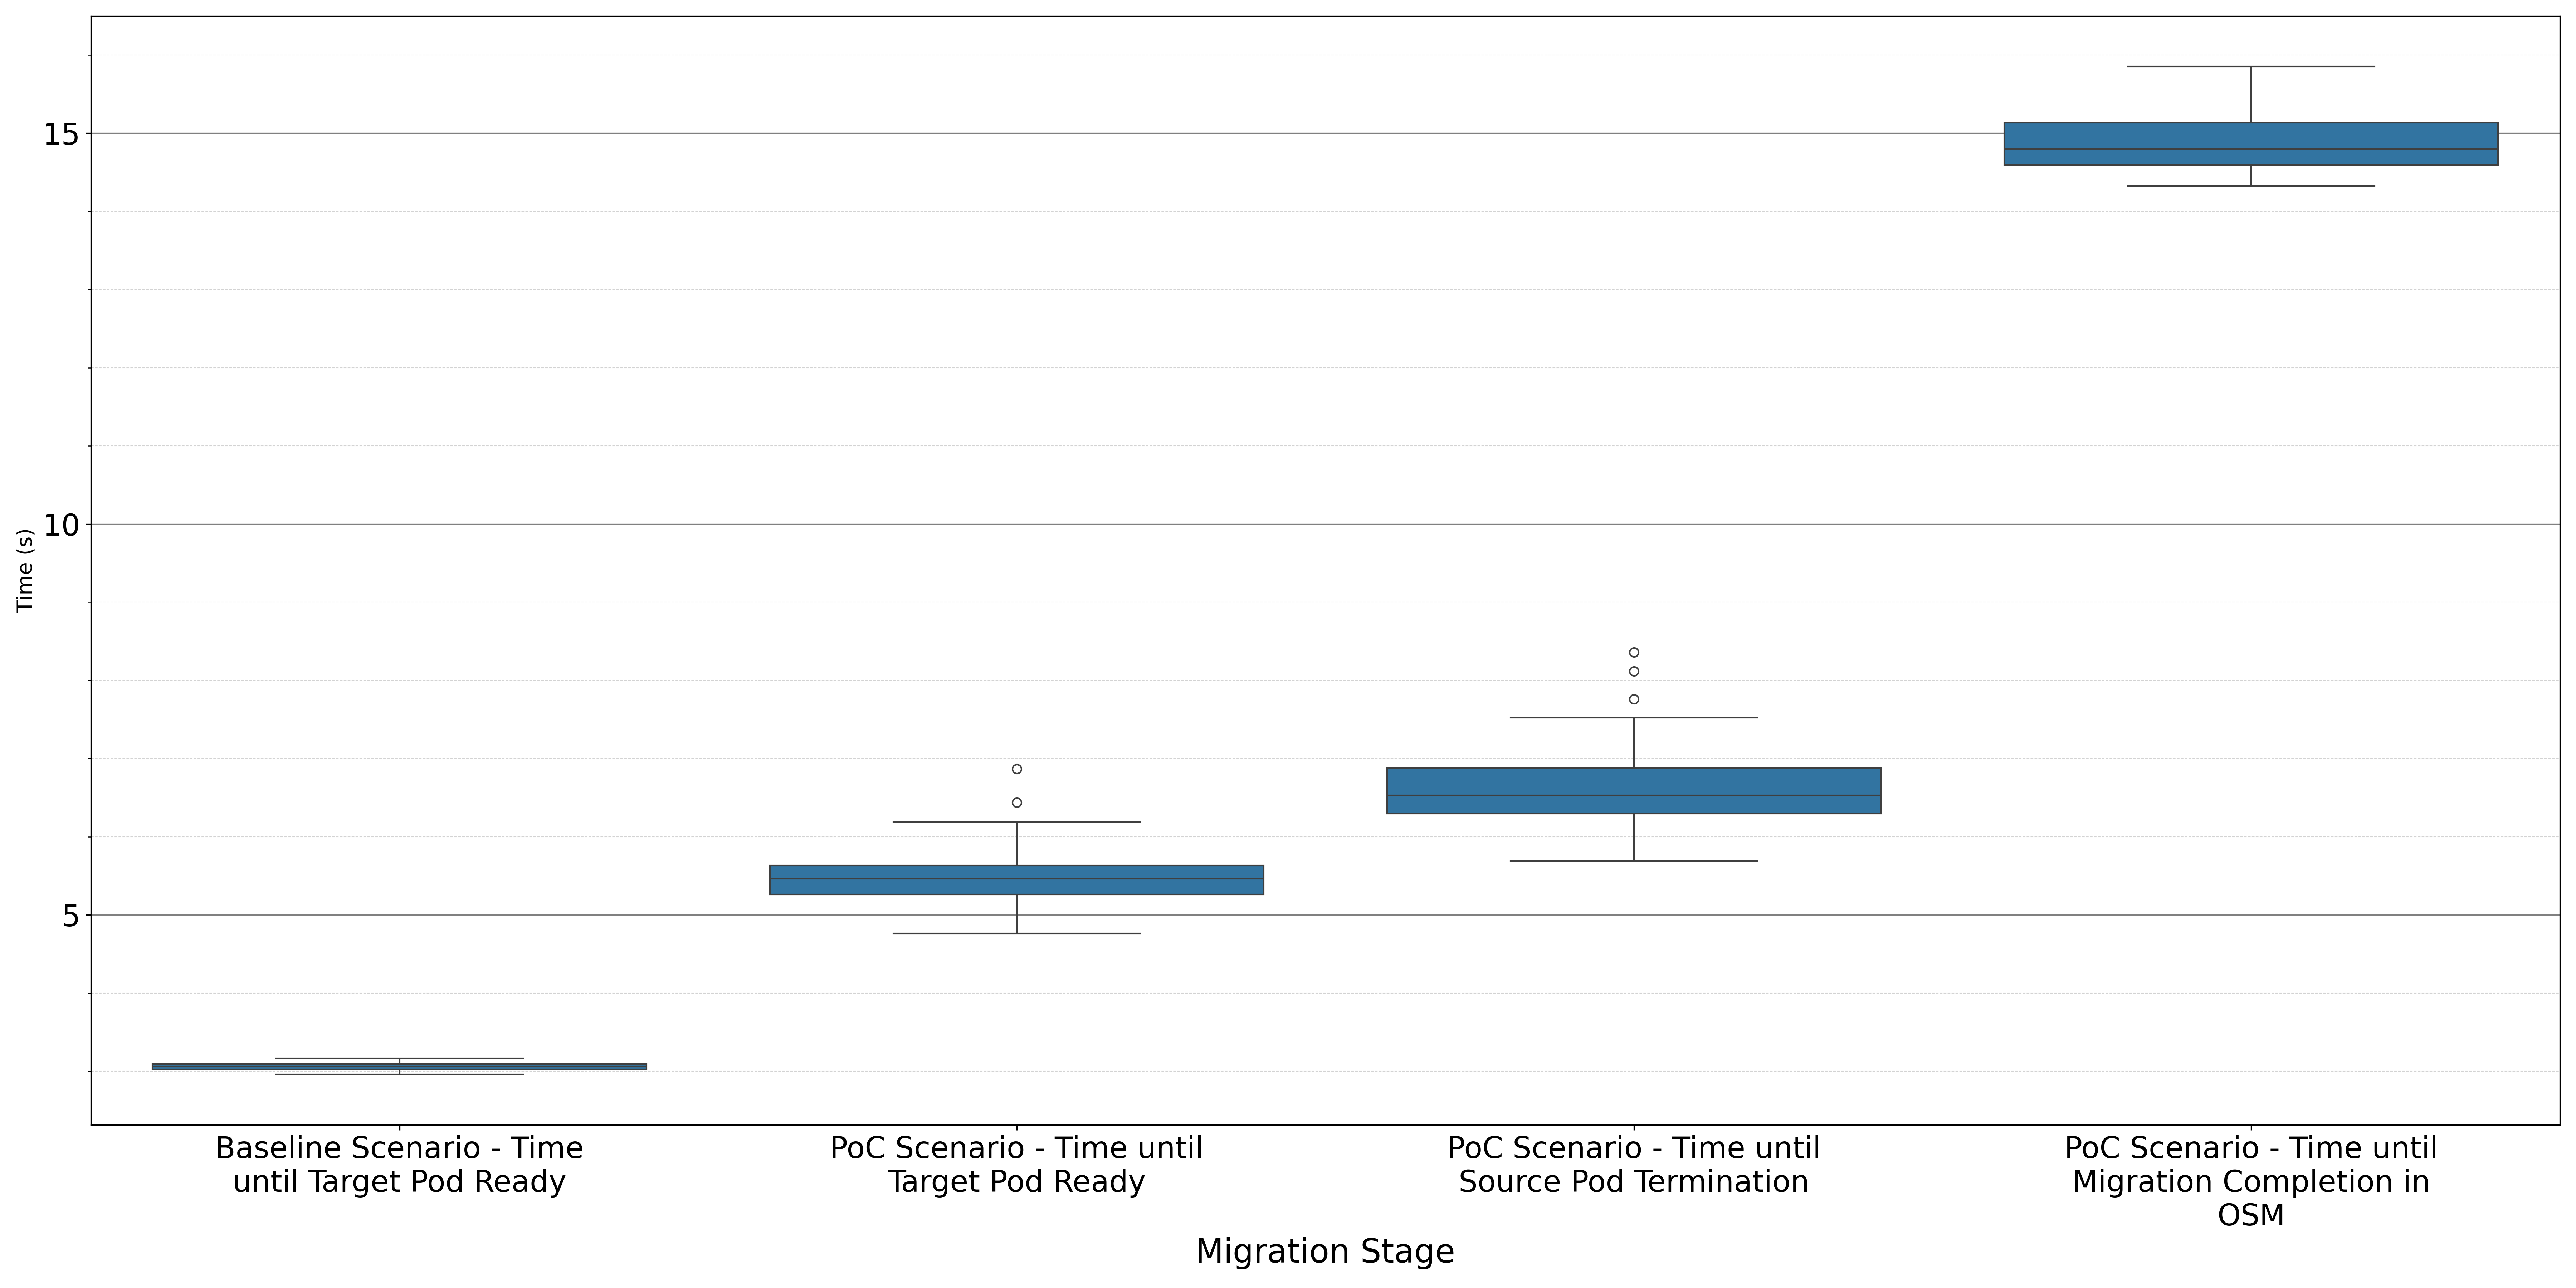 15
10
5
Time (s)
Baseline Scenario - Time
until Target Pod Ready
PoC Scenario - Time until
Target Pod Ready
PoC Scenario - Time until
Source Pod Termination
PoC Scenario - Time until
Migration Completion in
OSM
Migration Stage